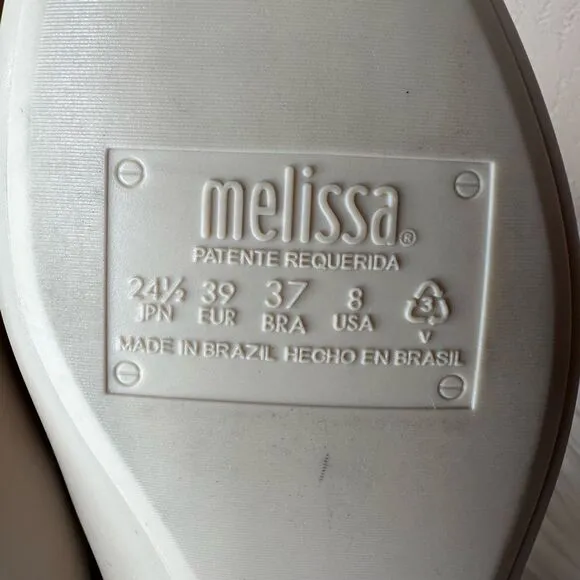 melissa®
PATENTE REQUERIDA
24½ 39 37 8 3
JPN EUR BRA USA V
MADE IN BRAZIL HECHO EN BRASIL